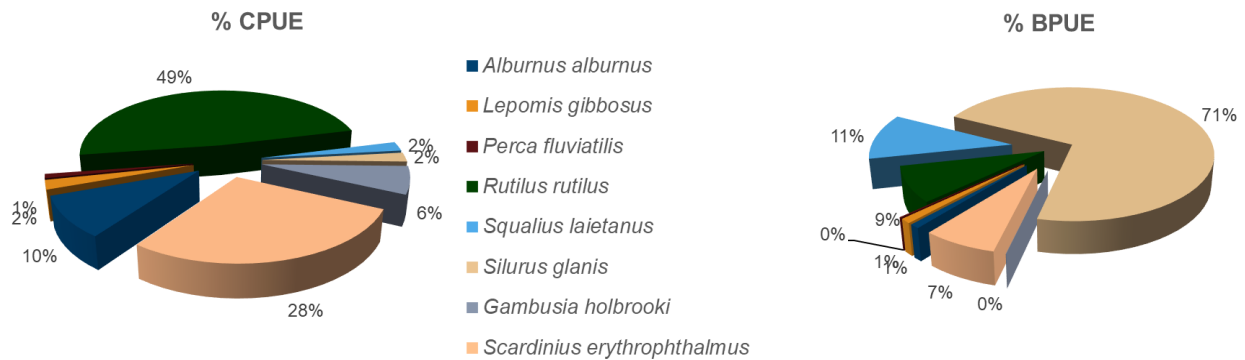 % CPUE
49%
2%
2%
6%
28%
10%
2%
1%
Alburnus alburnus
Lepomis gibbosus
Perca fluviatilis
Rutilus rutilus
Squalius laietanus
Silurus glanis
Gambusia holbrooki
Scardinius erythrophthalmus
% BPUE
71%
11%
9%
0%
1%
1%
7%
0%